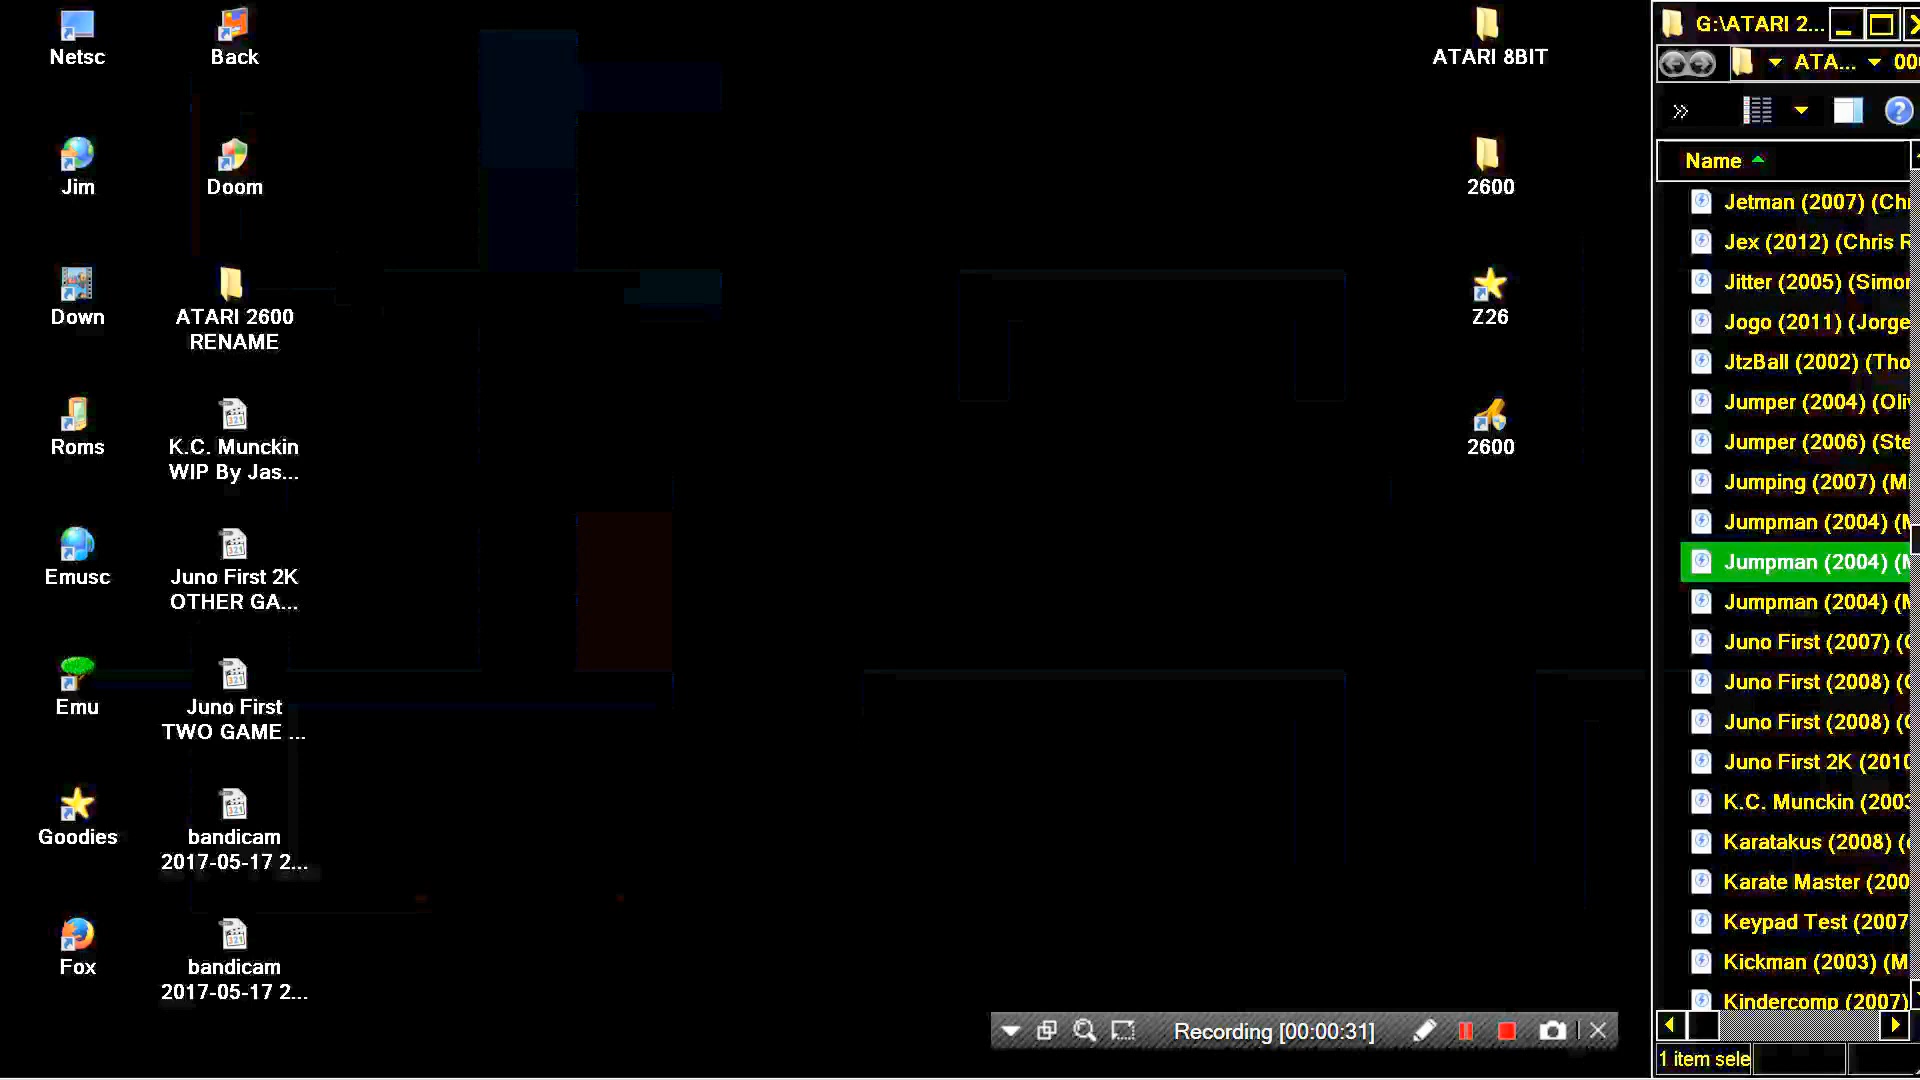 Netsc
Back
Jim
Doom
Down
ATARI 2600
RENAME
Roms
K.C. Munckin
WIP By Jas...
Emusc
Juno First 2K
OTHER GA...
Emu
Juno First
TWO GAME ...
Goodies
bandicam
2017-05-17 2...
Fox
bandicam
2017-05-17 2...
ATARI 8BIT
2600
Z26
2600
Recording [00:00:31]
G:\ATARI 2...
ATA...
Name
Jetman (2007) (Ch
Jex (2012) (Chris R
Jitter (2005) (Simo
Jogo (2011) (Jorge
JtzBall (2002) (Tho
Jumper (2004) (Oli
Jumper (2006) (Ste
Jumping (2007) (M
Jumpman (2004) (M
Jumpman (2004) (M
Jumpman (2004) (M
Juno First (2007) (
Juno First (2008) (
Juno First (2008) (
Juno First 2K (2010
K.C. Munckin (2003
Karatakus (2008) (
Karate Master (200
Keypad Test (2007
Kickman (2003) (M
Kindercomp (2007)
1 item sele